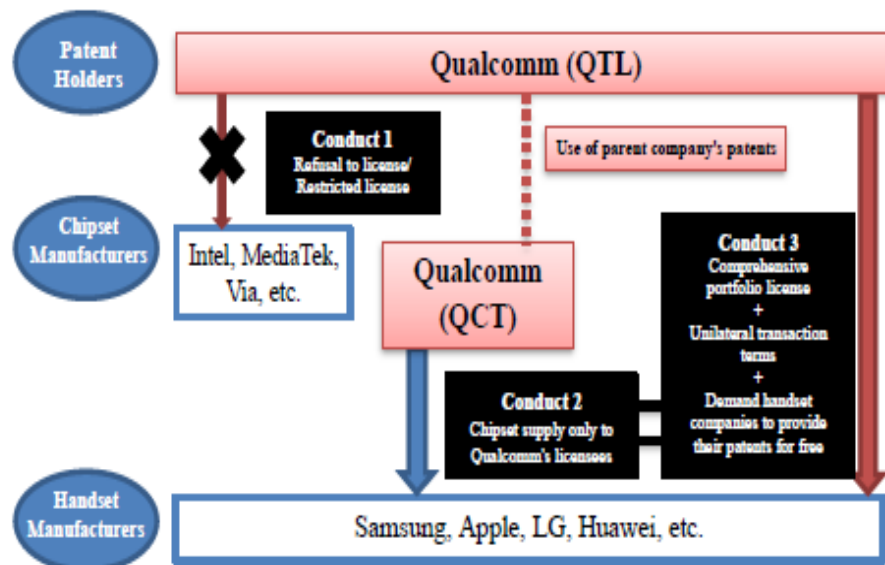 Patent
Holders
Qualcomm (QTL)
Conduct 1
Refusal to license/
Restricted license
Use of parent company's patents
Chipset
Manufacturers
Intel, MediaTek,
Via, etc.
Qualcomm
(QCT)
Conduct 3
Comprehensive
portfolio license
+
Unilateral transaction
terms
+
Demand handset
companies to provide
their patents for free
Conduct 2
Chipset supply only to
Qualcomm's licensees
Handset
Manufacturers
Samsung, Apple, LG, Huawei, etc.